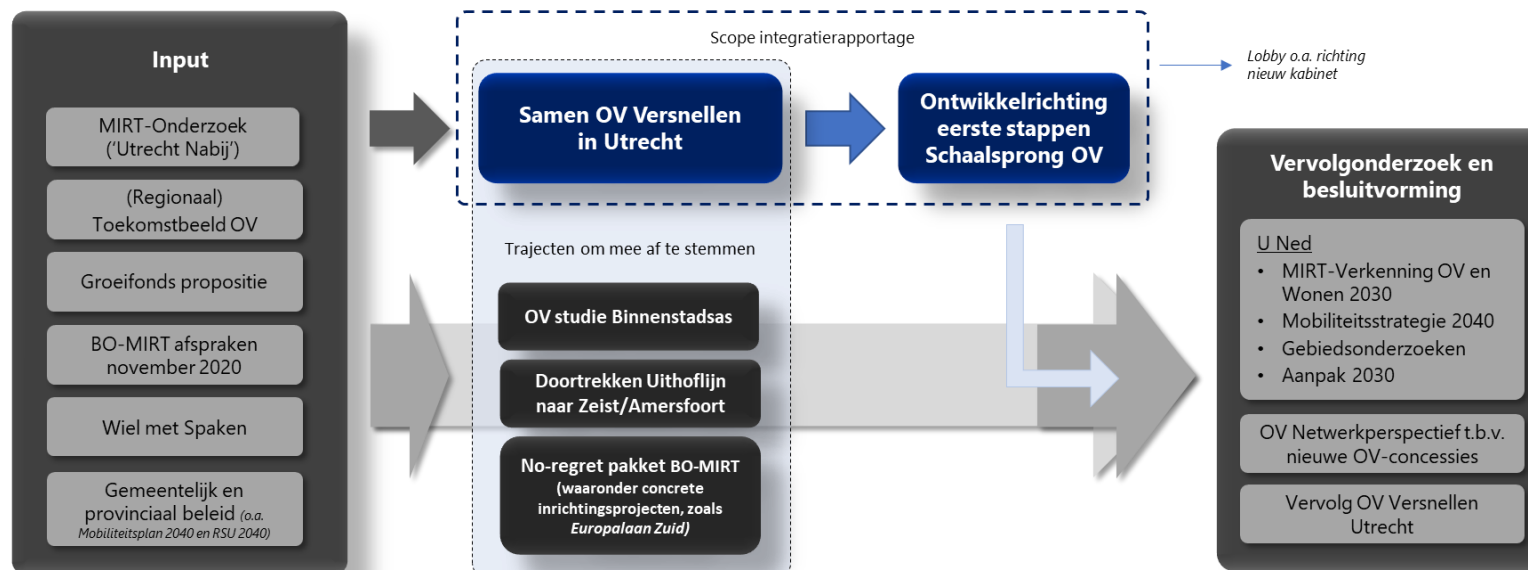 Input
MIRT-Onderzoek
('Utrecht Nabij')
(Regionaal)
Toekomstbeeld OV
Groeifonds propositie
BO-MIRT afspraken
november 2020
Wiel met Spaken
Gemeentelijk en
provinciaal beleid (o.a.
Mobiliteitsplan 2040 en RSU 2040)
Scope integratierapportage
Samen OV Versnellen
in Utrecht
Ontwikkelrichting
eerste stappen
Schaalsprong OV
Lobby o.a. richting
nieuw kabinet
Trajecten om mee af te stemmen
OV studie Binnenstadsas
Doortrekken Uithoflijn
naar Zeist/Amersfoort
No-regret pakket BO-MIRT
(waaronder concrete
inrichtingsprojecten, zoals
Europalaan Zuid)
Vervolgonderzoek en
besluitvorming
U Ned
• MIRT-Verkenning OV en
Wonen 2030
• Mobiliteitsstrategie 2040
• Gebiedsonderzoeken
• Aanpak 2030
OV Netwerkperspectief t.b.v.
nieuwe OV-concessies
Vervolg OV Versnellen
Utrecht